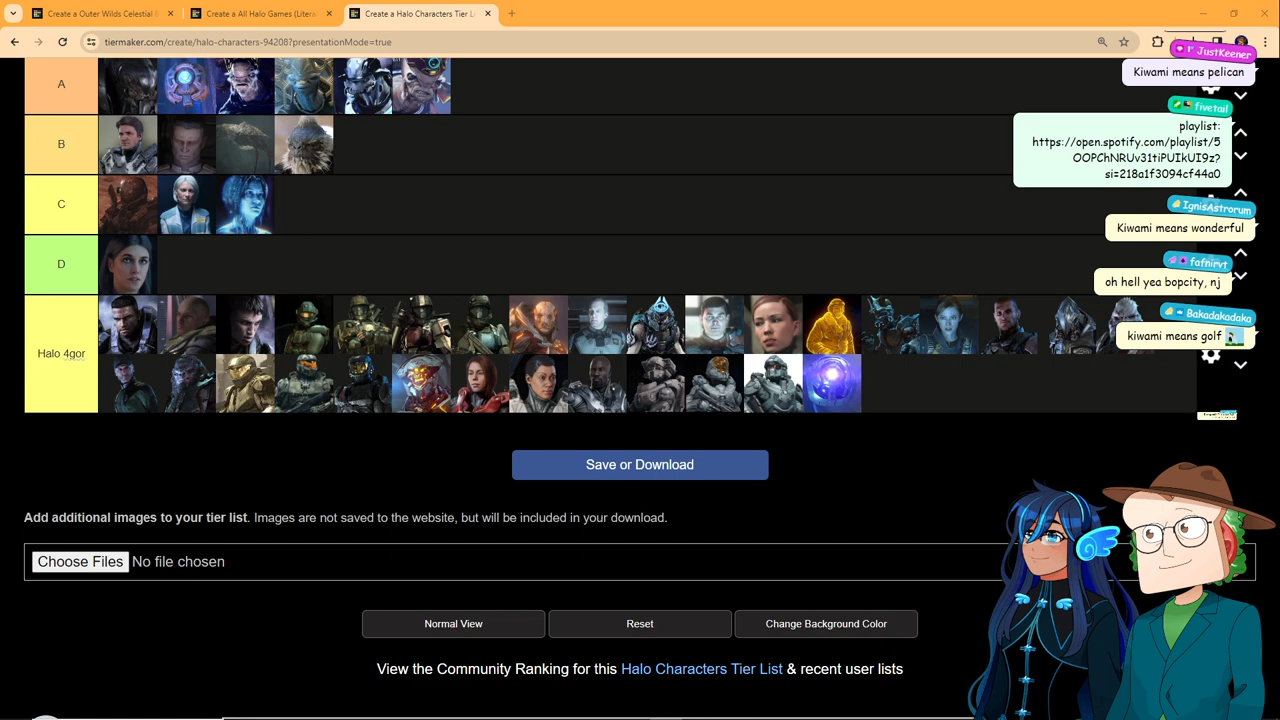 Create a Outer Wilds Celestial B
Create a All Halo Games (Litera
Create a Halo Characters Tier Li
tiermaker.com/create/halo-characters-94208?presentationMode=true
JustKeener
Kiwami means pelican
fivetail
playlist:
https://open.spotify.com/playlist/5
OOPChNRUv31tiPUIkUI9z?
si=218a1f3094cf44a0
IgnisAstrorum
Kiwami means wonderful
fafnirvt
oh hell yea bopcity, nj
Bakadakadaka
kiwami means golf
A
B
C
D
Halo 4gor
Save or Download
Add additional images to your tier list. Images are not saved to the website, but will be included in your download.
Choose Files No file chosen
Normal View
Reset
Change Background Color
View the Community Ranking for this Halo Characters Tier List & recent user lists